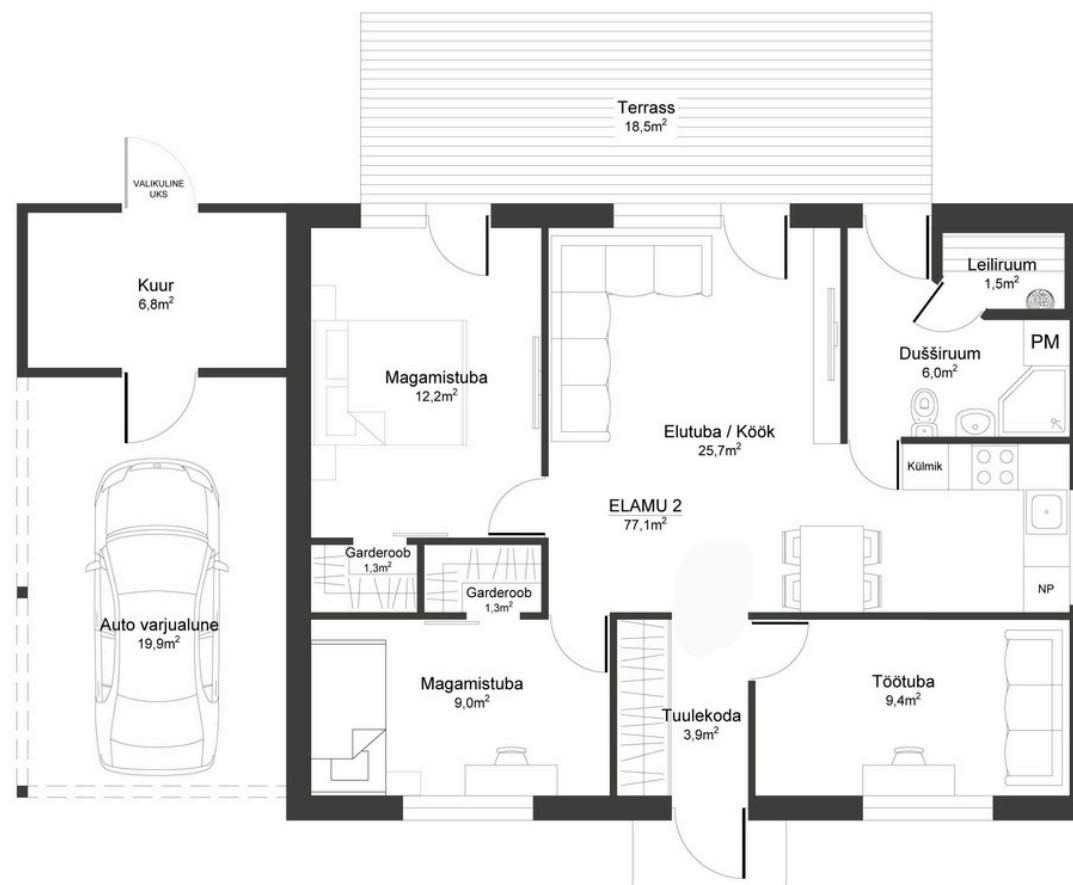 Terrass
18,5m²
VALIKULINE
UKS
Kuur
6,8m²
Leiliruum
1,5m²
PM
Dušširuum
6,0m²
Magamistuba
12,2m²
Elutuba / Köök
25,7m²
Külmik
ELAMU 2
77,1m²
Garderoob
1,3m²
Garderoob
1,3m²
NP
Auto varjualune
19,9m²
Magamistuba
9,0m²
Tuulekoda
3,9m²
Töötuba
9,4m²